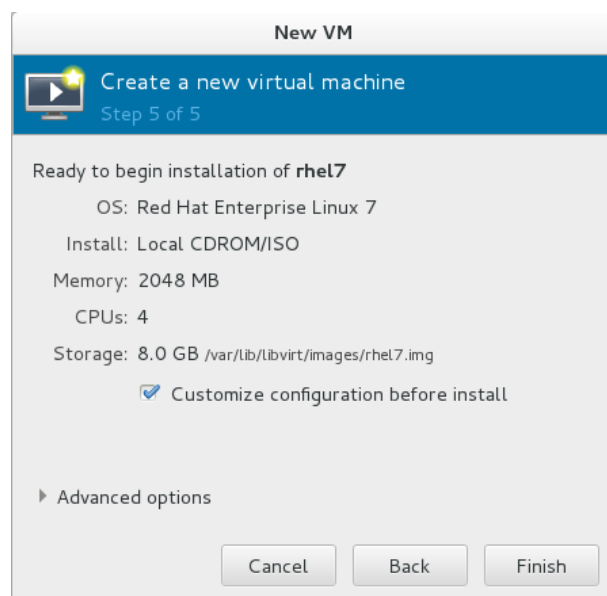 New VM
Create a new virtual machine
Step 5 of 5
Ready to begin installation of rhel7
OS: Red Hat Enterprise Linux 7
Install: Local CDROM/ISO
Memory: 2048 MB
CPUs: 4
Storage: 8.0 GB /var/lib/libvirt/images/rhel7.img
Customize configuration before install
Advanced options
Cancel Back Finish